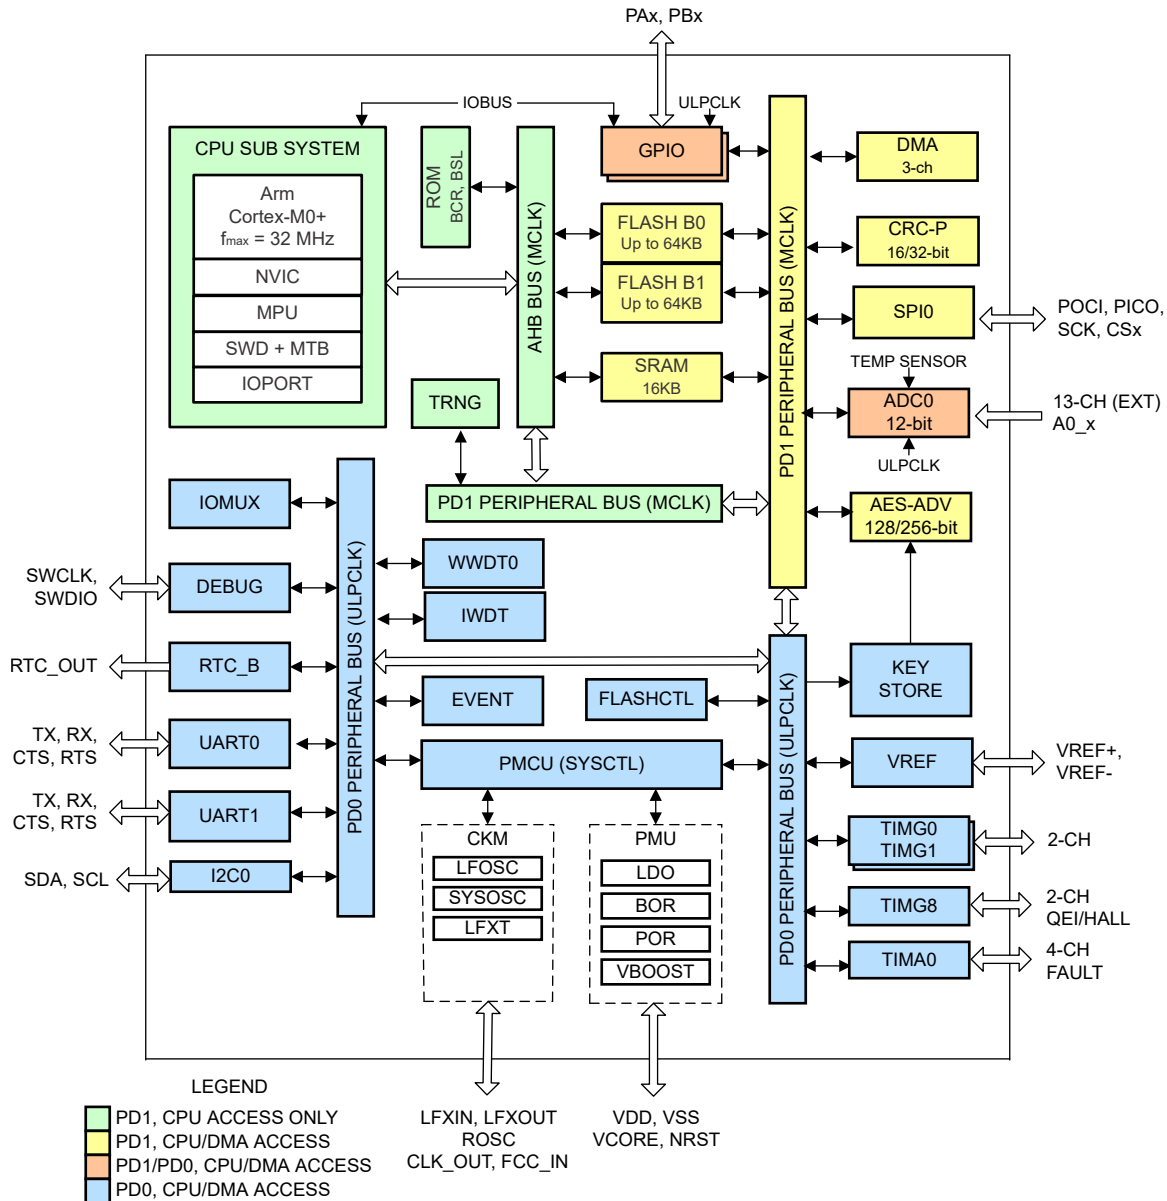 PAx, PBx
IOBUS
ULPCLK
CPU SUB SYSTEM
Arm
Cortex-M0+
fmax = 32 MHz
NVIC
MPU
SWD + MTB
IOPORT
ROM
BCR, BSL
AHB BUS (MCLK)
GPIO
FLASH B0
Up to 64KB
FLASH B1
Up to 64KB
SRAM
16KB
TRNG
PD1 PERIPHERAL BUS (MCLK)
PD1 PERIPHERAL BUS (MCLK)
DMA
3-ch
CRC-P
16/32-bit
SPI0
POCI, PICO,
SCK, CSx
TEMP SENSOR
ADC0
12-bit
ULPCLK
13-CH (EXT)
A0_x
AES-ADV
128/256-bit
IOMUX
SWCLK,
SWDIO
DEBUG
RTC_OUT
RTC_B
TX, RX,
CTS, RTS
UART0
TX, RX,
CTS, RTS
UART1
SDA, SCL
I2C0
PD0 PERIPHERAL BUS (ULPCLK)
WWDT0
IWDT
EVENT
FLASHCTL
PMCU (SYSCTL)
CKM
LFOSC
SYSOSC
LFXT
PMU
LDO
BOR
POR
VBOOST
PD0 PERIPHERAL BUS (ULPCLK)
KEY
STORE
VREF
VREF+,
VREF-
TIMG0
TIMG1
2-CH
TIMG8
2-CH
QEI/HALL
TIMA0
4-CH
FAULT
LFXIN, LFXOUT
ROSC
CLK_OUT, FCC_IN
VDD, VSS
VCORE, NRST
LEGEND
PD1, CPU ACCESS ONLY
PD1, CPU/DMA ACCESS
PD1/PD0, CPU/DMA ACCESS
PD0, CPU/DMA ACCESS